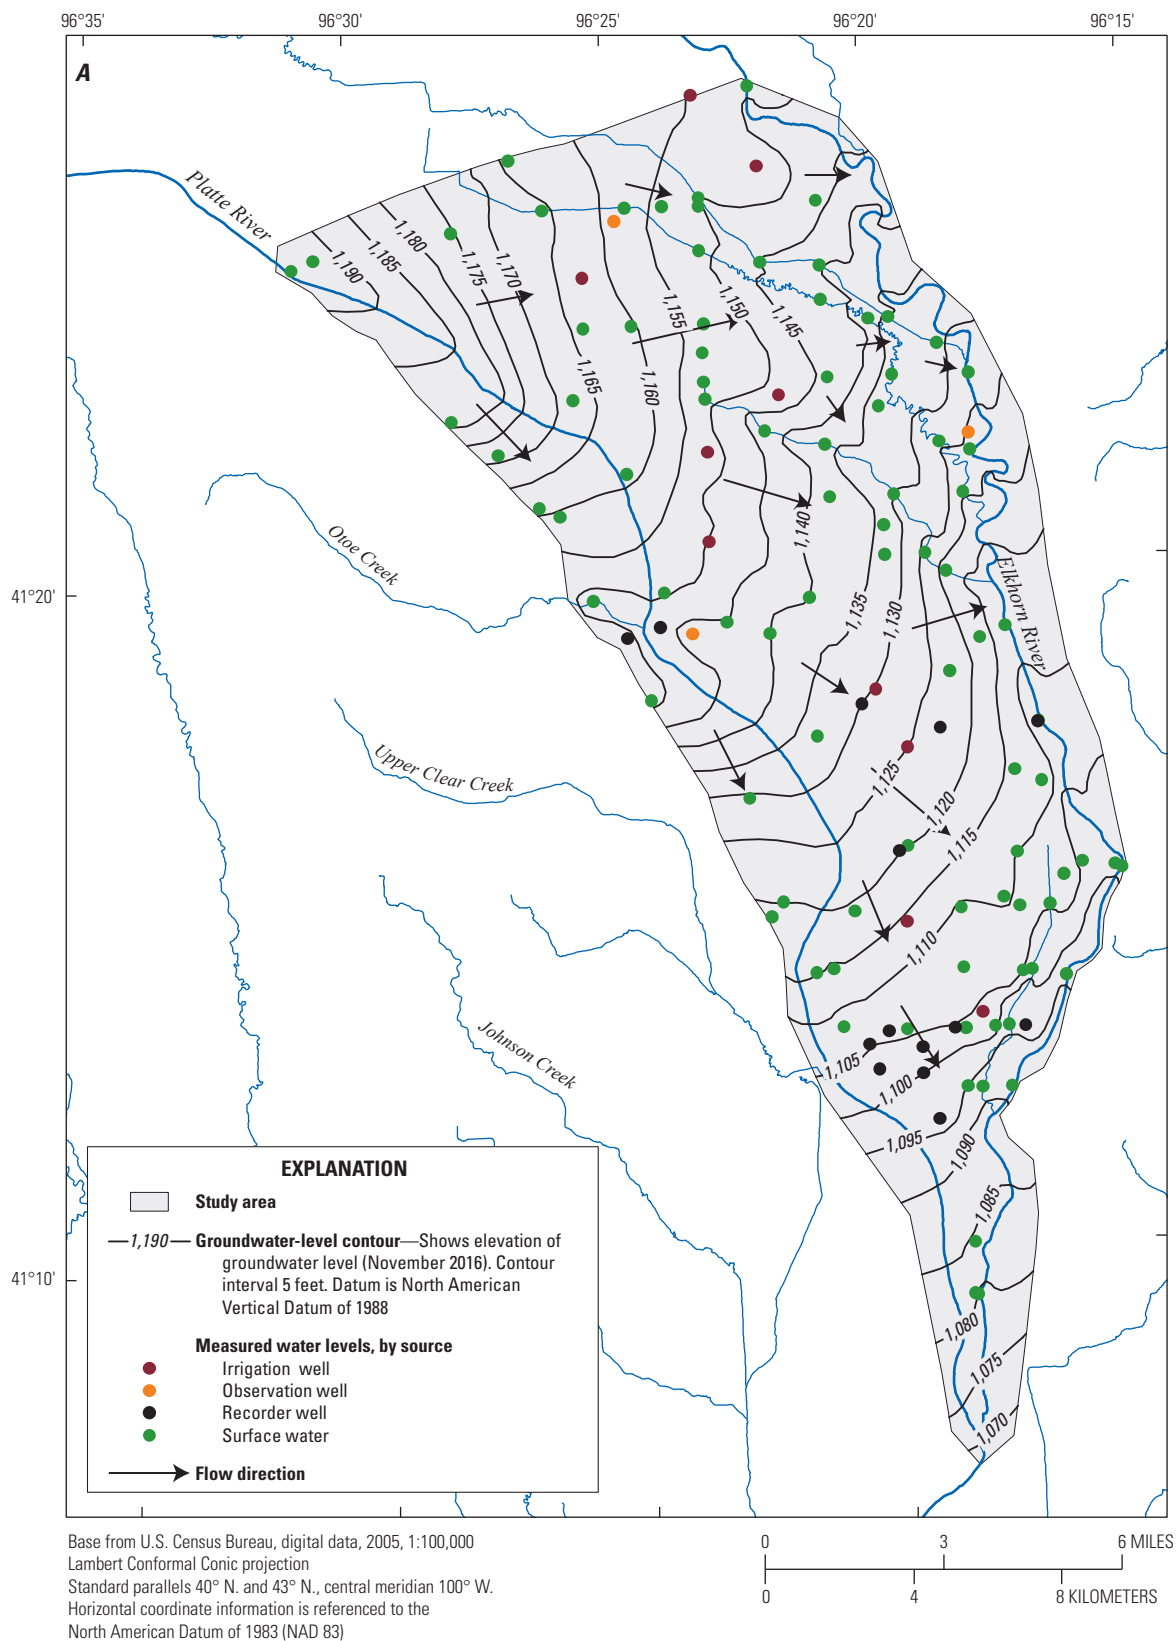 96°35'
96°30'
96°25'
96°20'
96°15'
A
Platte River
1,190
1,185
1,180
1,175
1,170
1,165
1,160
1,155
1,150
1,145
1,140
1,135
1,130
1,125
1,120
1,115
1,110
1,105
1,100
1,095
1,090
1,085
1,080
1,075
1,070
Otoe Creek
Elkhorn River
41°20'
Upper Clear Creek
Johnson Creek
41°10'
EXPLANATION
Study area
1,190 Groundwater-level contour—Shows elevation of
groundwater level (November 2016). Contour
interval 5 feet. Datum is North American
Vertical Datum of 1988
Measured water levels, by source
Irrigation well
Observation well
Recorder well
Surface water
Flow direction
Base from U.S. Census Bureau, digital data, 2005, 1:100,000
Lambert Conformal Conic projection
Standard parallels 40° N. and 43° N., central meridian 100° W.
Horizontal coordinate information is referenced to the
North American Datum of 1983 (NAD 83)
0 3 6 MILES
0 4 8 KILOMETERS